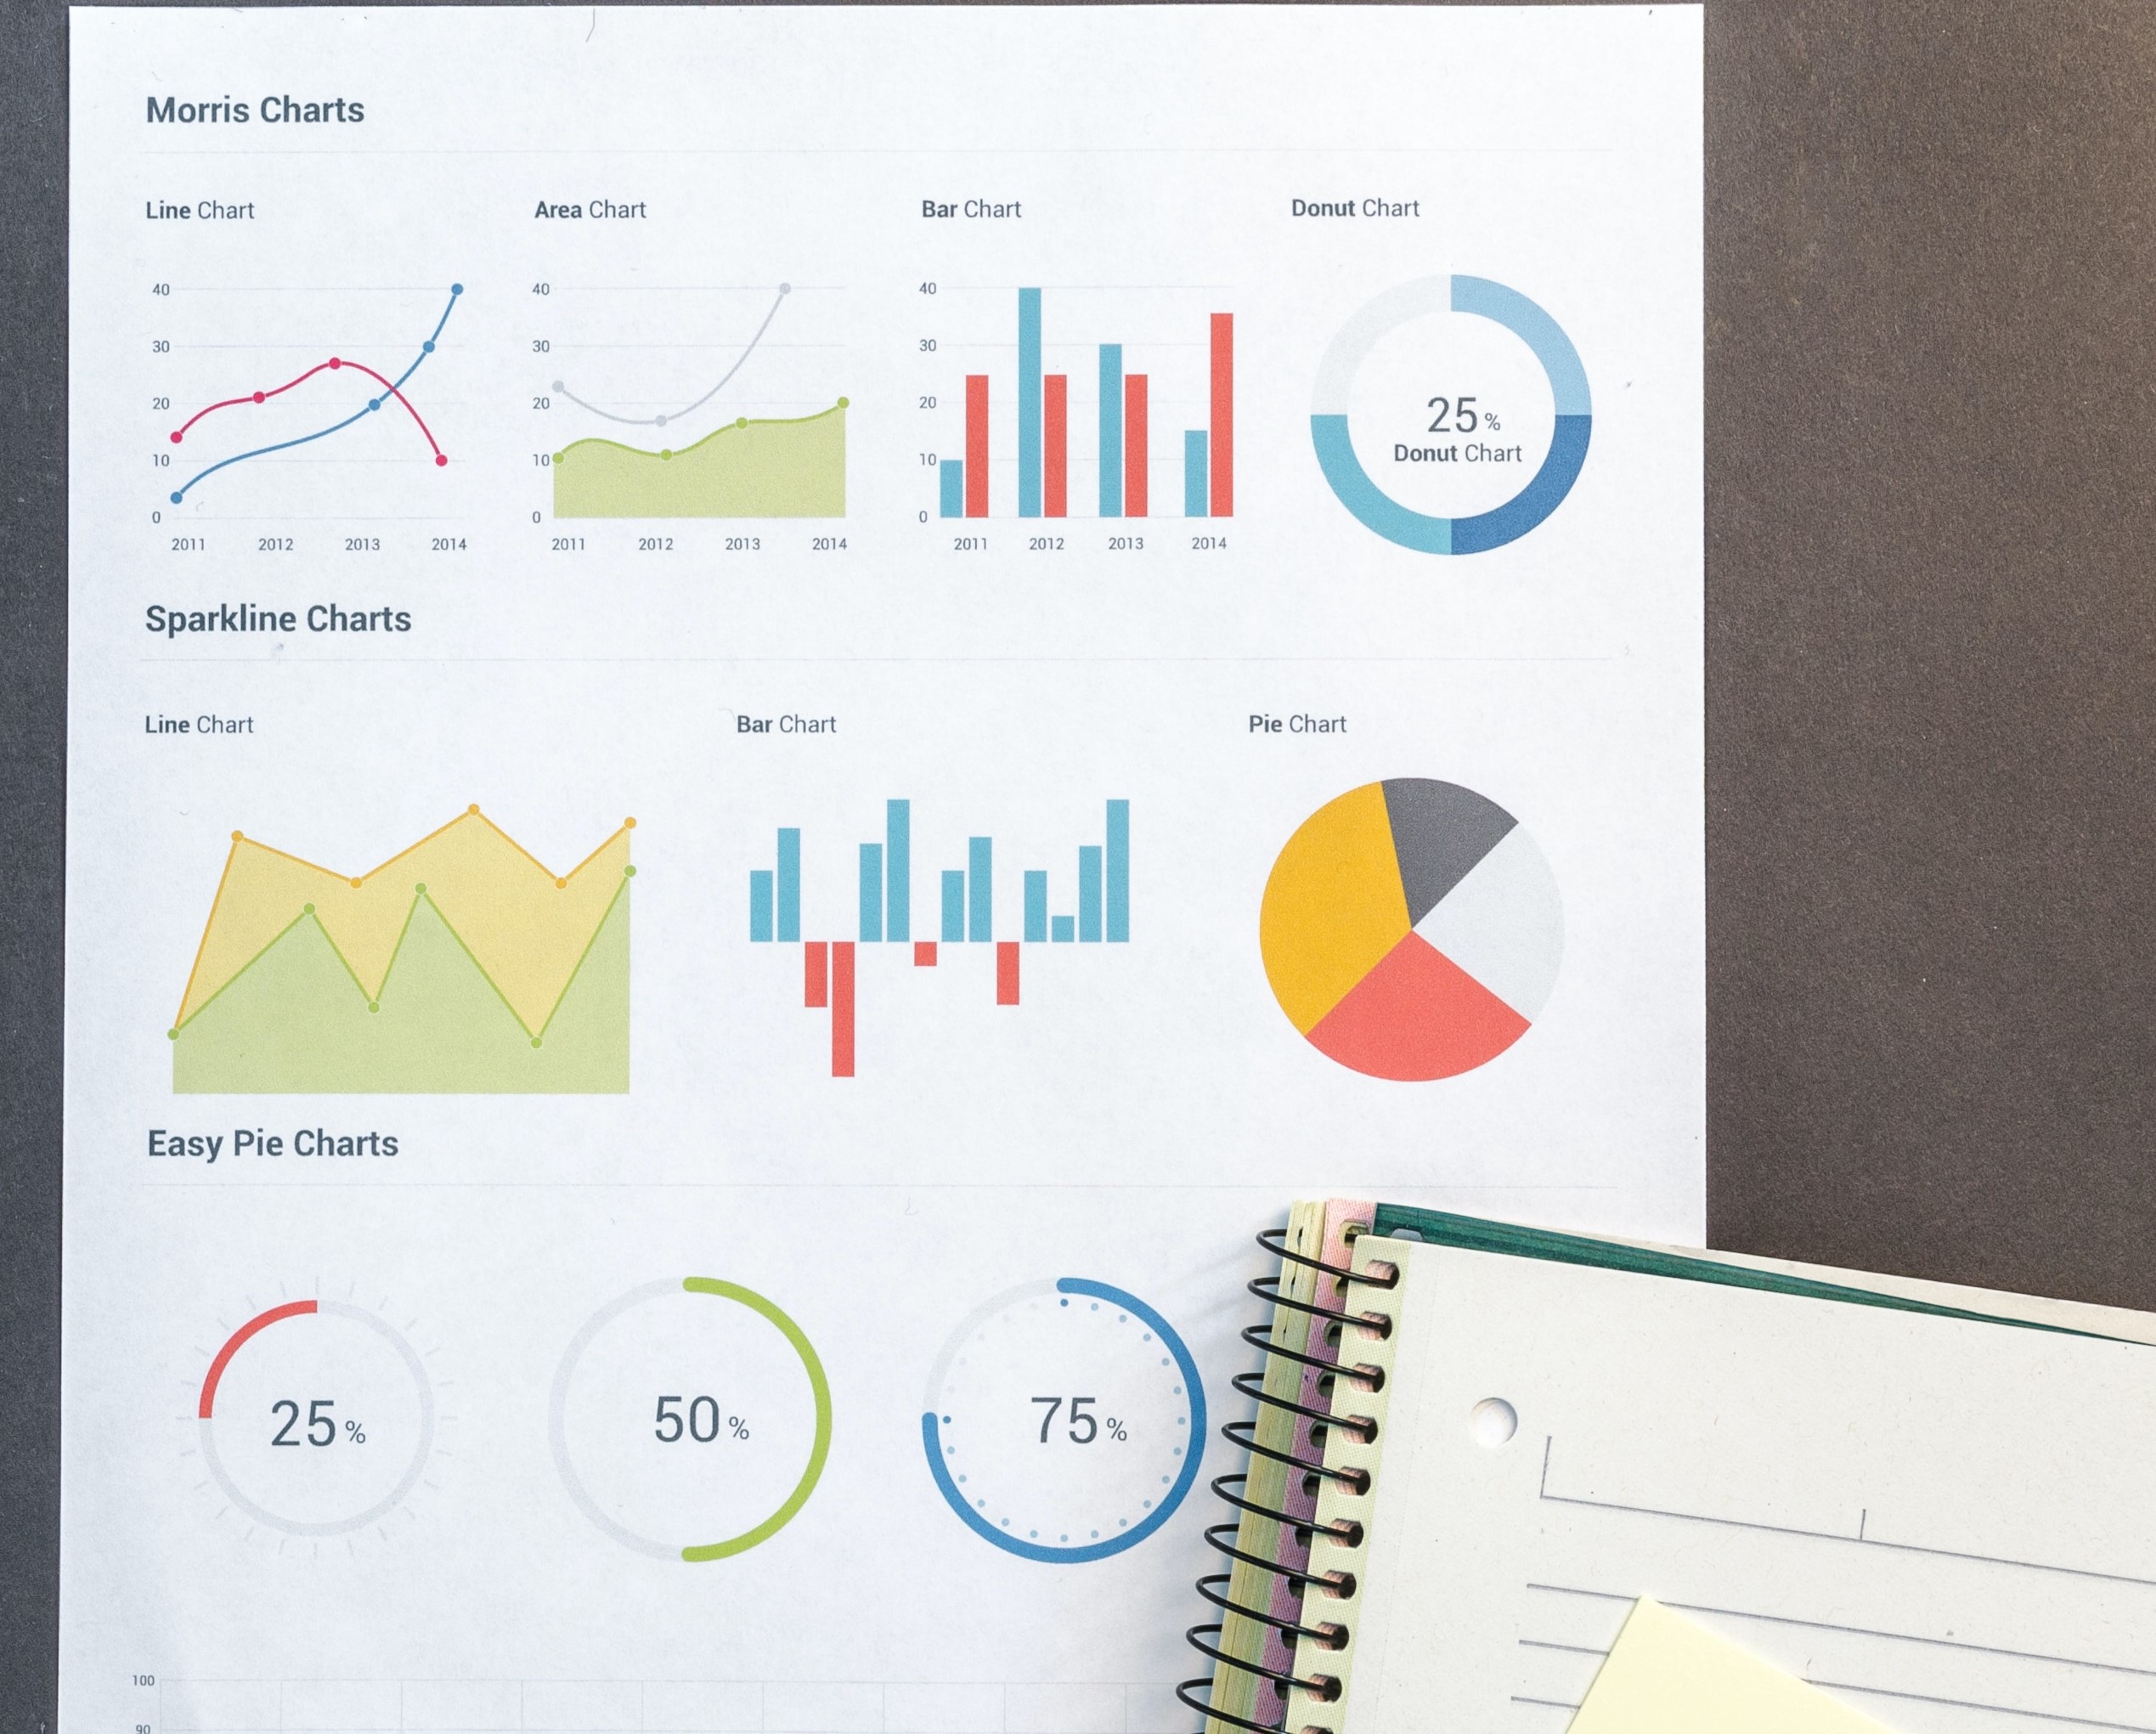 Morris Charts
Line Chart
Area Chart
Bar Chart
Donut Chart
40
30
20
10
0
2011 2012 2013 2014
40
30
20
10
0
2011 2012 2013 2014
40
30
20
10
0
2011 2012 2013 2014
25 %
Donut Chart
Sparkline Charts
Line Chart
Bar Chart
Pie Chart
Easy Pie Charts
25 %
50 %
75 %
100
90